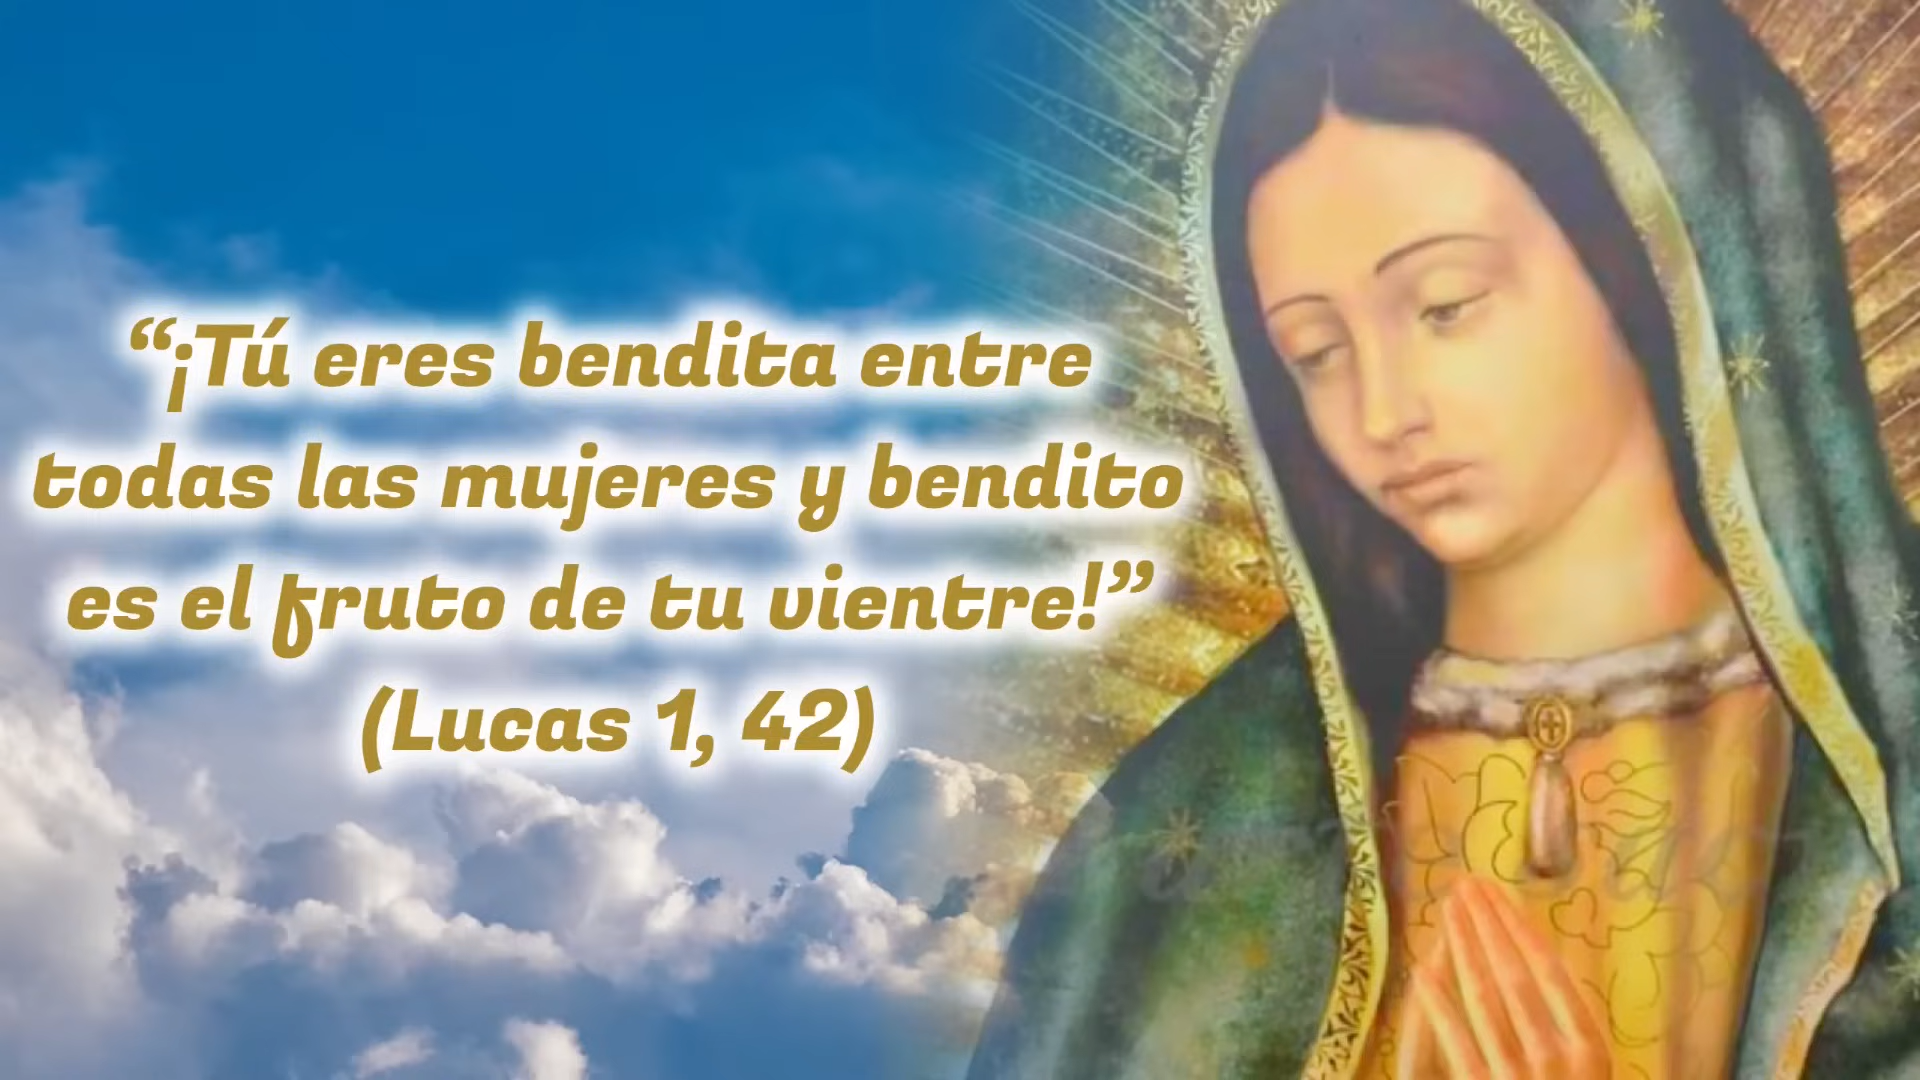 “¡Tú eres bendita entre
todas las mujeres y bendito
es el fruto de tu vientre!”
(Lucas 1, 42)